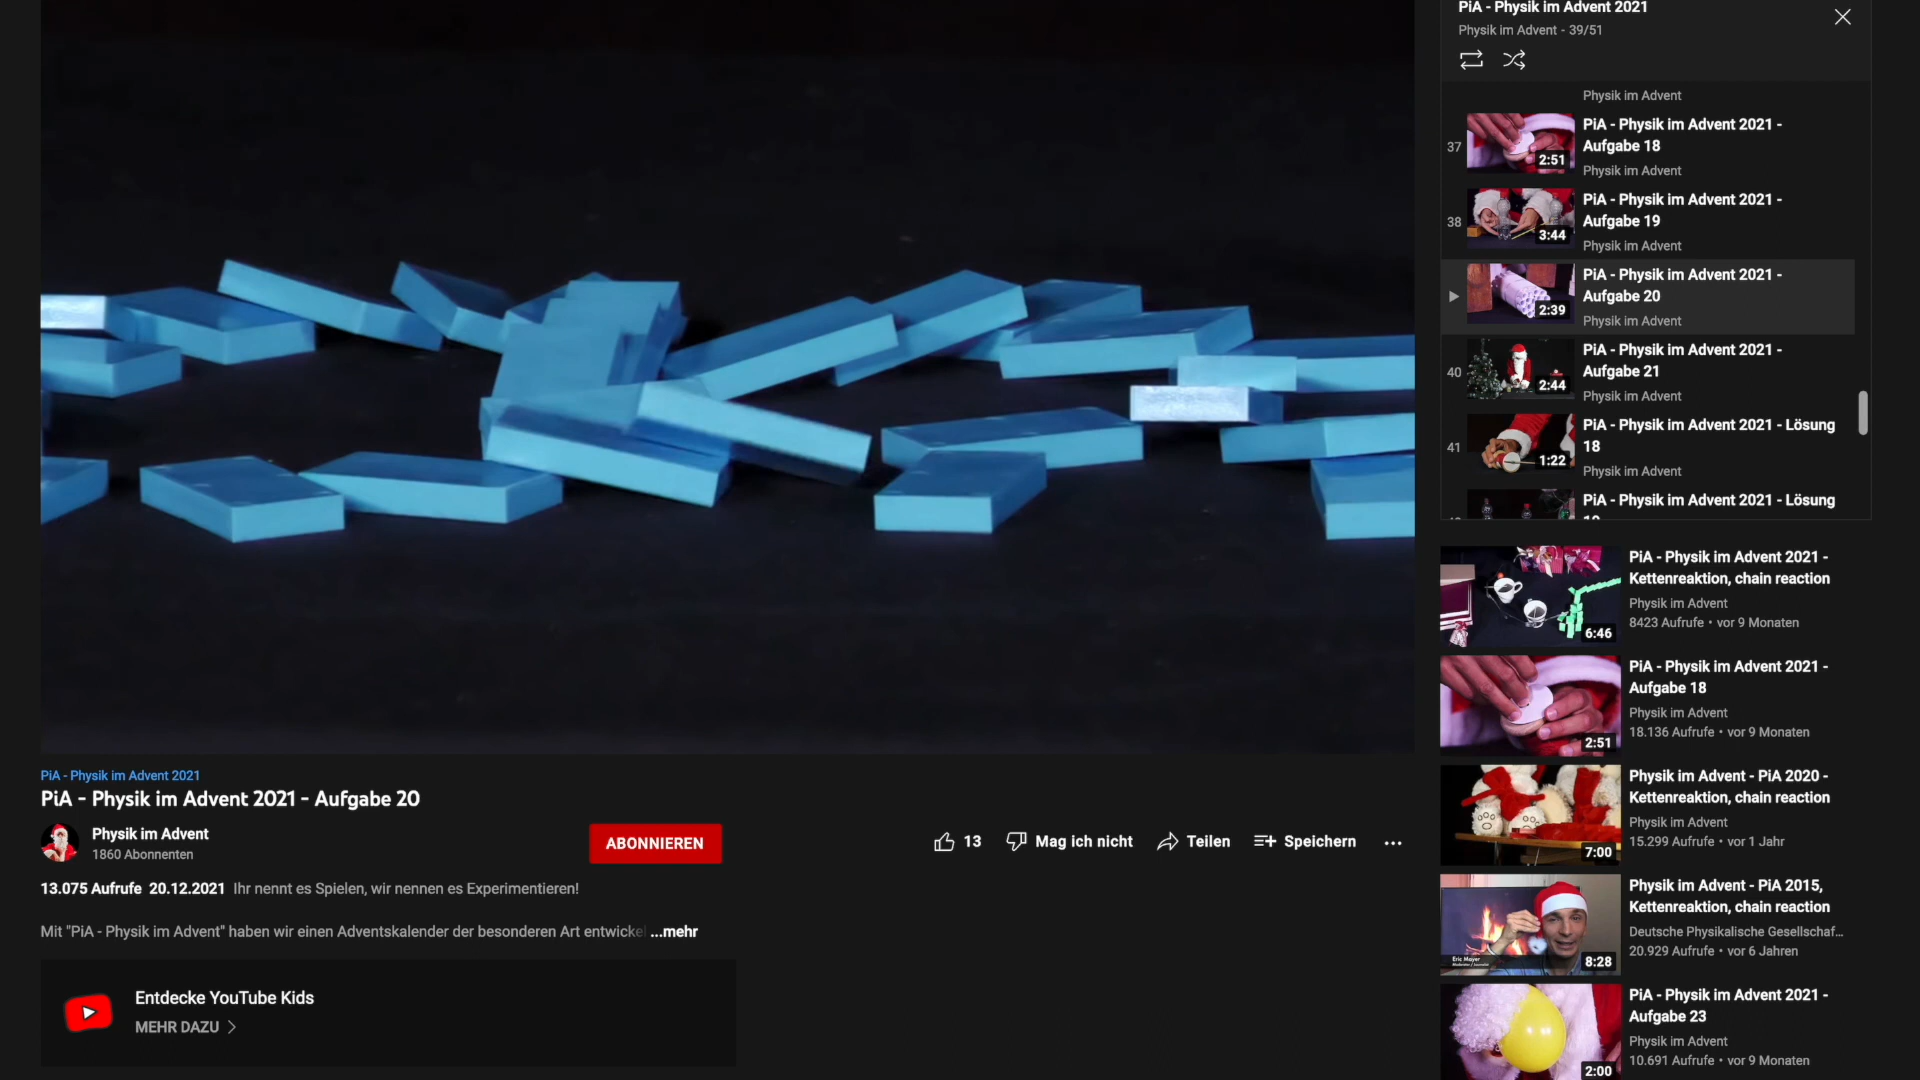 PiA - Physik im Advent 2021
Physik im Advent - 39/51
Physik im Advent
37
2:51
PiA - Physik im Advent 2021 -
Aufgabe 18
Physik im Advent
38
3:44
PiA - Physik im Advent 2021 -
Aufgabe 19
Physik im Advent
2:39
PiA - Physik im Advent 2021 -
Aufgabe 20
Physik im Advent
40
2:44
PiA - Physik im Advent 2021 -
Aufgabe 21
Physik im Advent
41
1:22
PiA - Physik im Advent 2021 - Lösung
18
Physik im Advent
PiA - Physik im Advent 2021 - Lösung
6:46
PiA - Physik im Advent 2021 -
Kettenreaktion, chain reaction
Physik im Advent
8423 Aufrufe • vor 9 Monaten
2:51
PiA - Physik im Advent 2021 -
Aufgabe 18
Physik im Advent
18.136 Aufrufe • vor 9 Monaten
7:00
Physik im Advent - PiA 2020 -
Kettenreaktion, chain reaction
Physik im Advent
15.299 Aufrufe • vor 1 Jahr
Eric Mayer
8:28
Physik im Advent - PiA 2015,
Kettenreaktion, chain reaction
Deutsche Physikalische Gesellschaf...
20.929 Aufrufe • vor 6 Jahren
2:00
PiA - Physik im Advent 2021 -
Aufgabe 23
Physik im Advent
10.691 Aufrufe • vor 9 Monaten
PiA - Physik im Advent 2021
PiA - Physik im Advent 2021 - Aufgabe 20
Physik im Advent
1860 Abonnenten
ABONNIEREN
13
Mag ich nicht
Teilen
Speichern
13.075 Aufrufe 20.12.2021 Ihr nennt es Spielen, wir nennen es Experimentieren!
Mit "PiA - Physik im Advent" haben wir einen Adventskalender der besonderen Art entwicke ...mehr
Entdecke YouTube Kids
MEHR DAZU